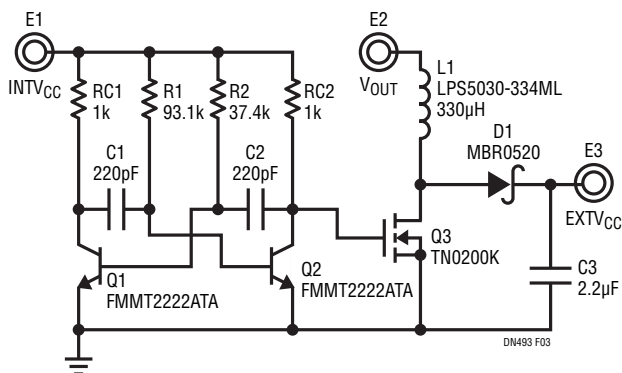 E1
INTVCC
E2
VOUT
L1
LPS5030-334ML
330µH
RC1
1k
R1
93.1k
R2
37.4k
RC2
1k
D1
MBR0520
E3
EXTVCC
C1
220pF
C2
220pF
Q3
TN0200K
Q1
FMMT2222ATA
Q2
FMMT2222ATA
C3
2.2µF
DN493 F03